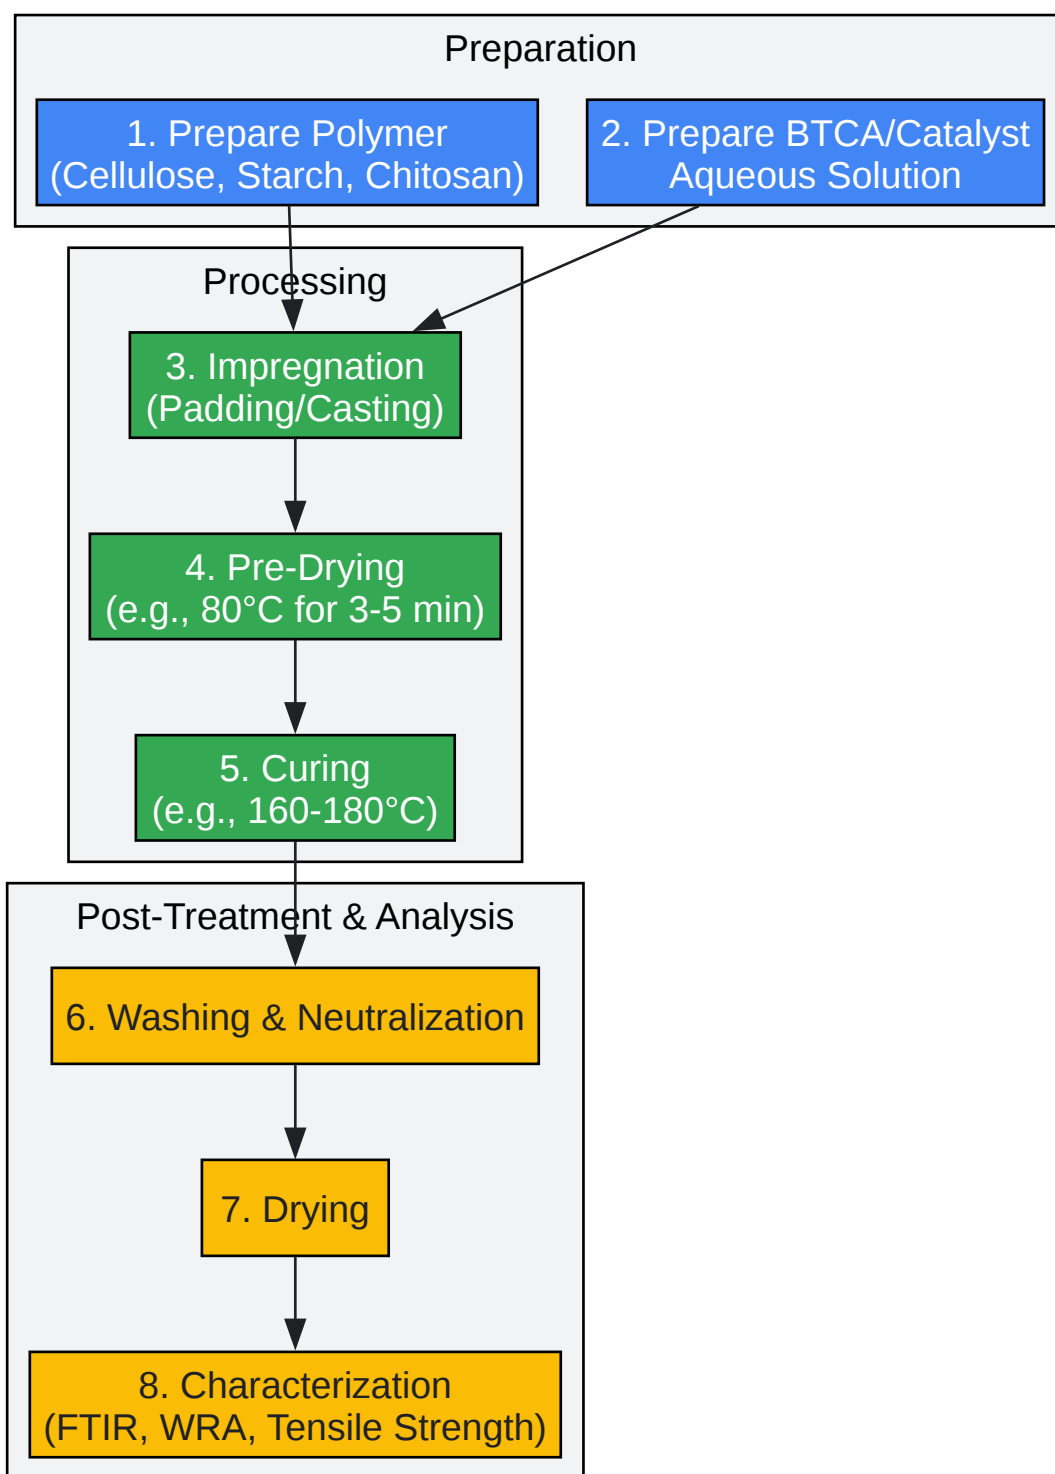 Preparation
1. Prepare Polymer
(Cellulose, Starch, Chitosan)
2. Prepare BTCA/Catalyst
Aqueous Solution
Processing
3. Impregnation
(Padding/Casting)
4. Pre-Drying
(e.g., 80°C for 3-5 min)
5. Curing
(e.g., 160-180°C)
Post-Treatment & Analysis
6. Washing & Neutralization
7. Drying
8. Characterization
(FTIR, WRA, Tensile Strength)